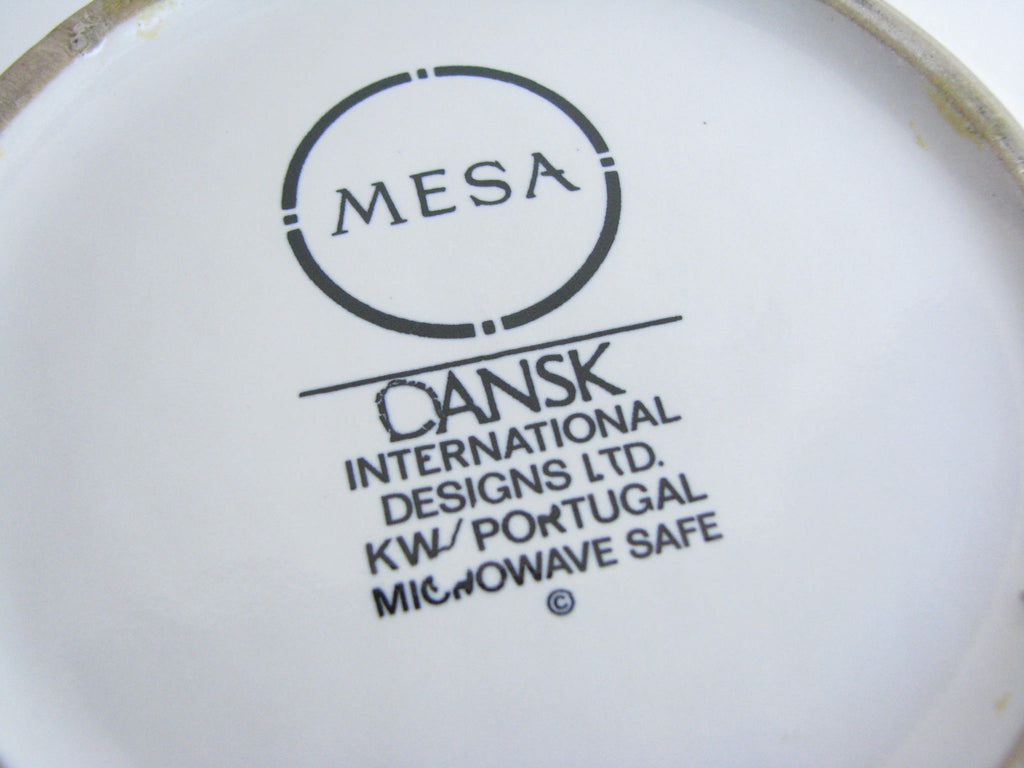 MESA
DANSK
INTERNATIONAL
DESIGNS LTD.
KW/PORTUGAL
MICROWAVE SAFE
©